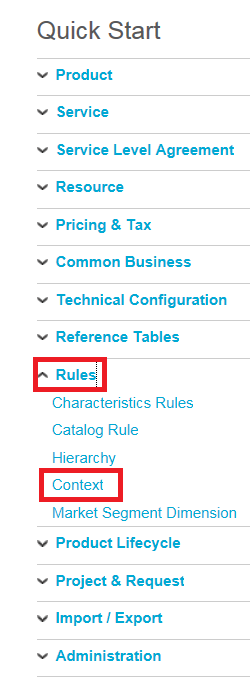 Quick Start
Product
Service
Service Level Agreement
Resource
Pricing & Tax
Common Business
Technical Configuration
Reference Tables
Rules
Characteristics Rules
Catalog Rule
Hierarchy
Context
Market Segment Dimension
Product Lifecycle
Project & Request
Import / Export
Administration